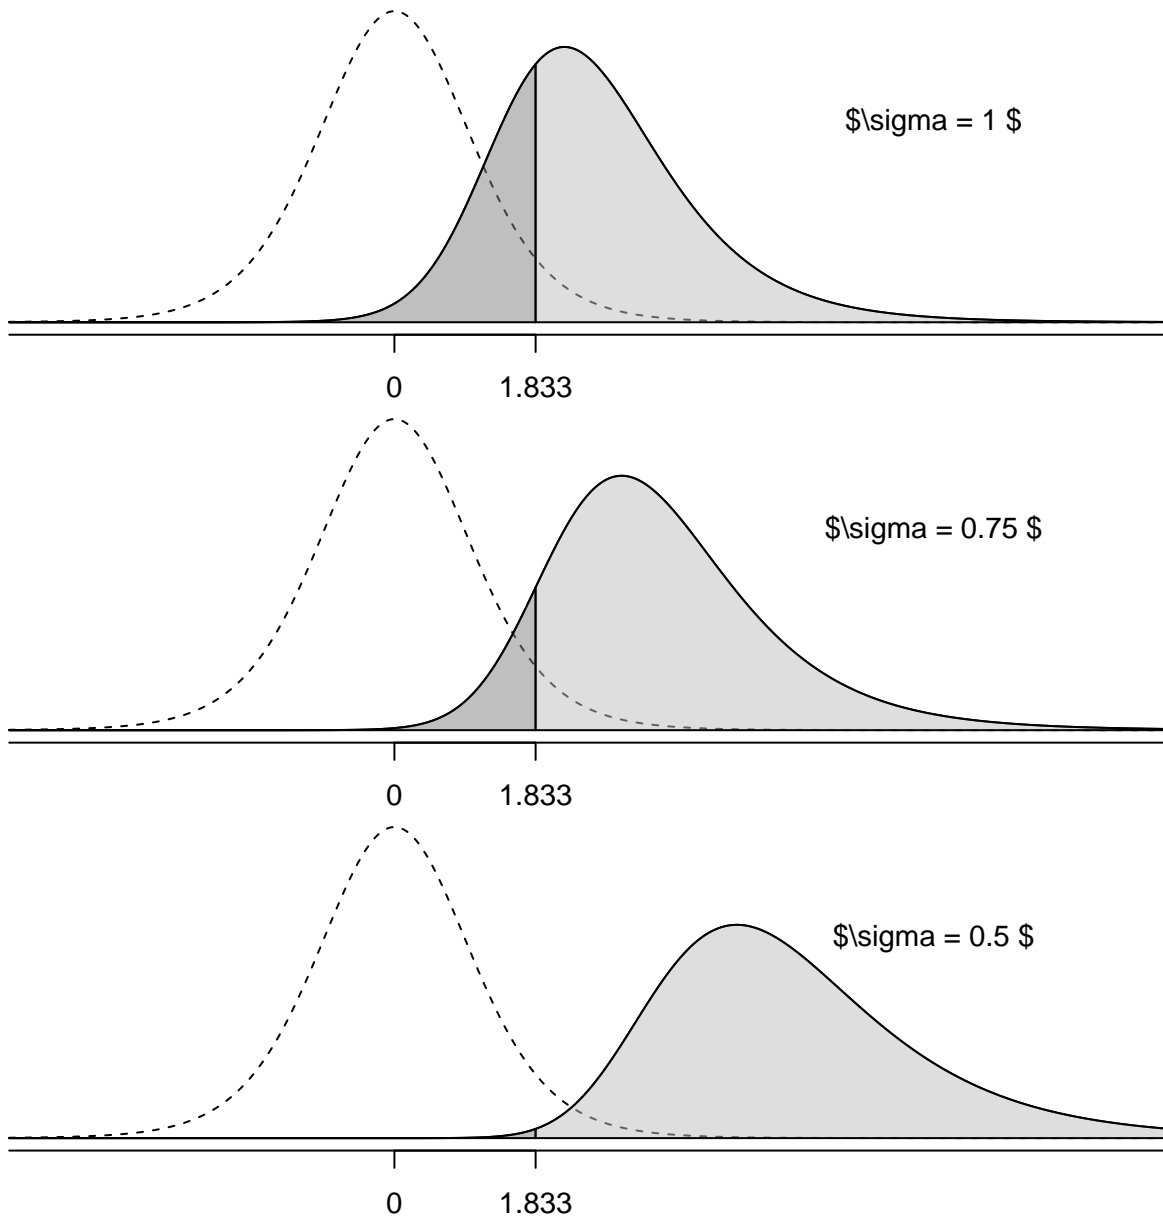 $\sigma = 1 $
0 1.833
$\sigma = 0.75 $
0 1.833
$\sigma = 0.5 $
0 1.833